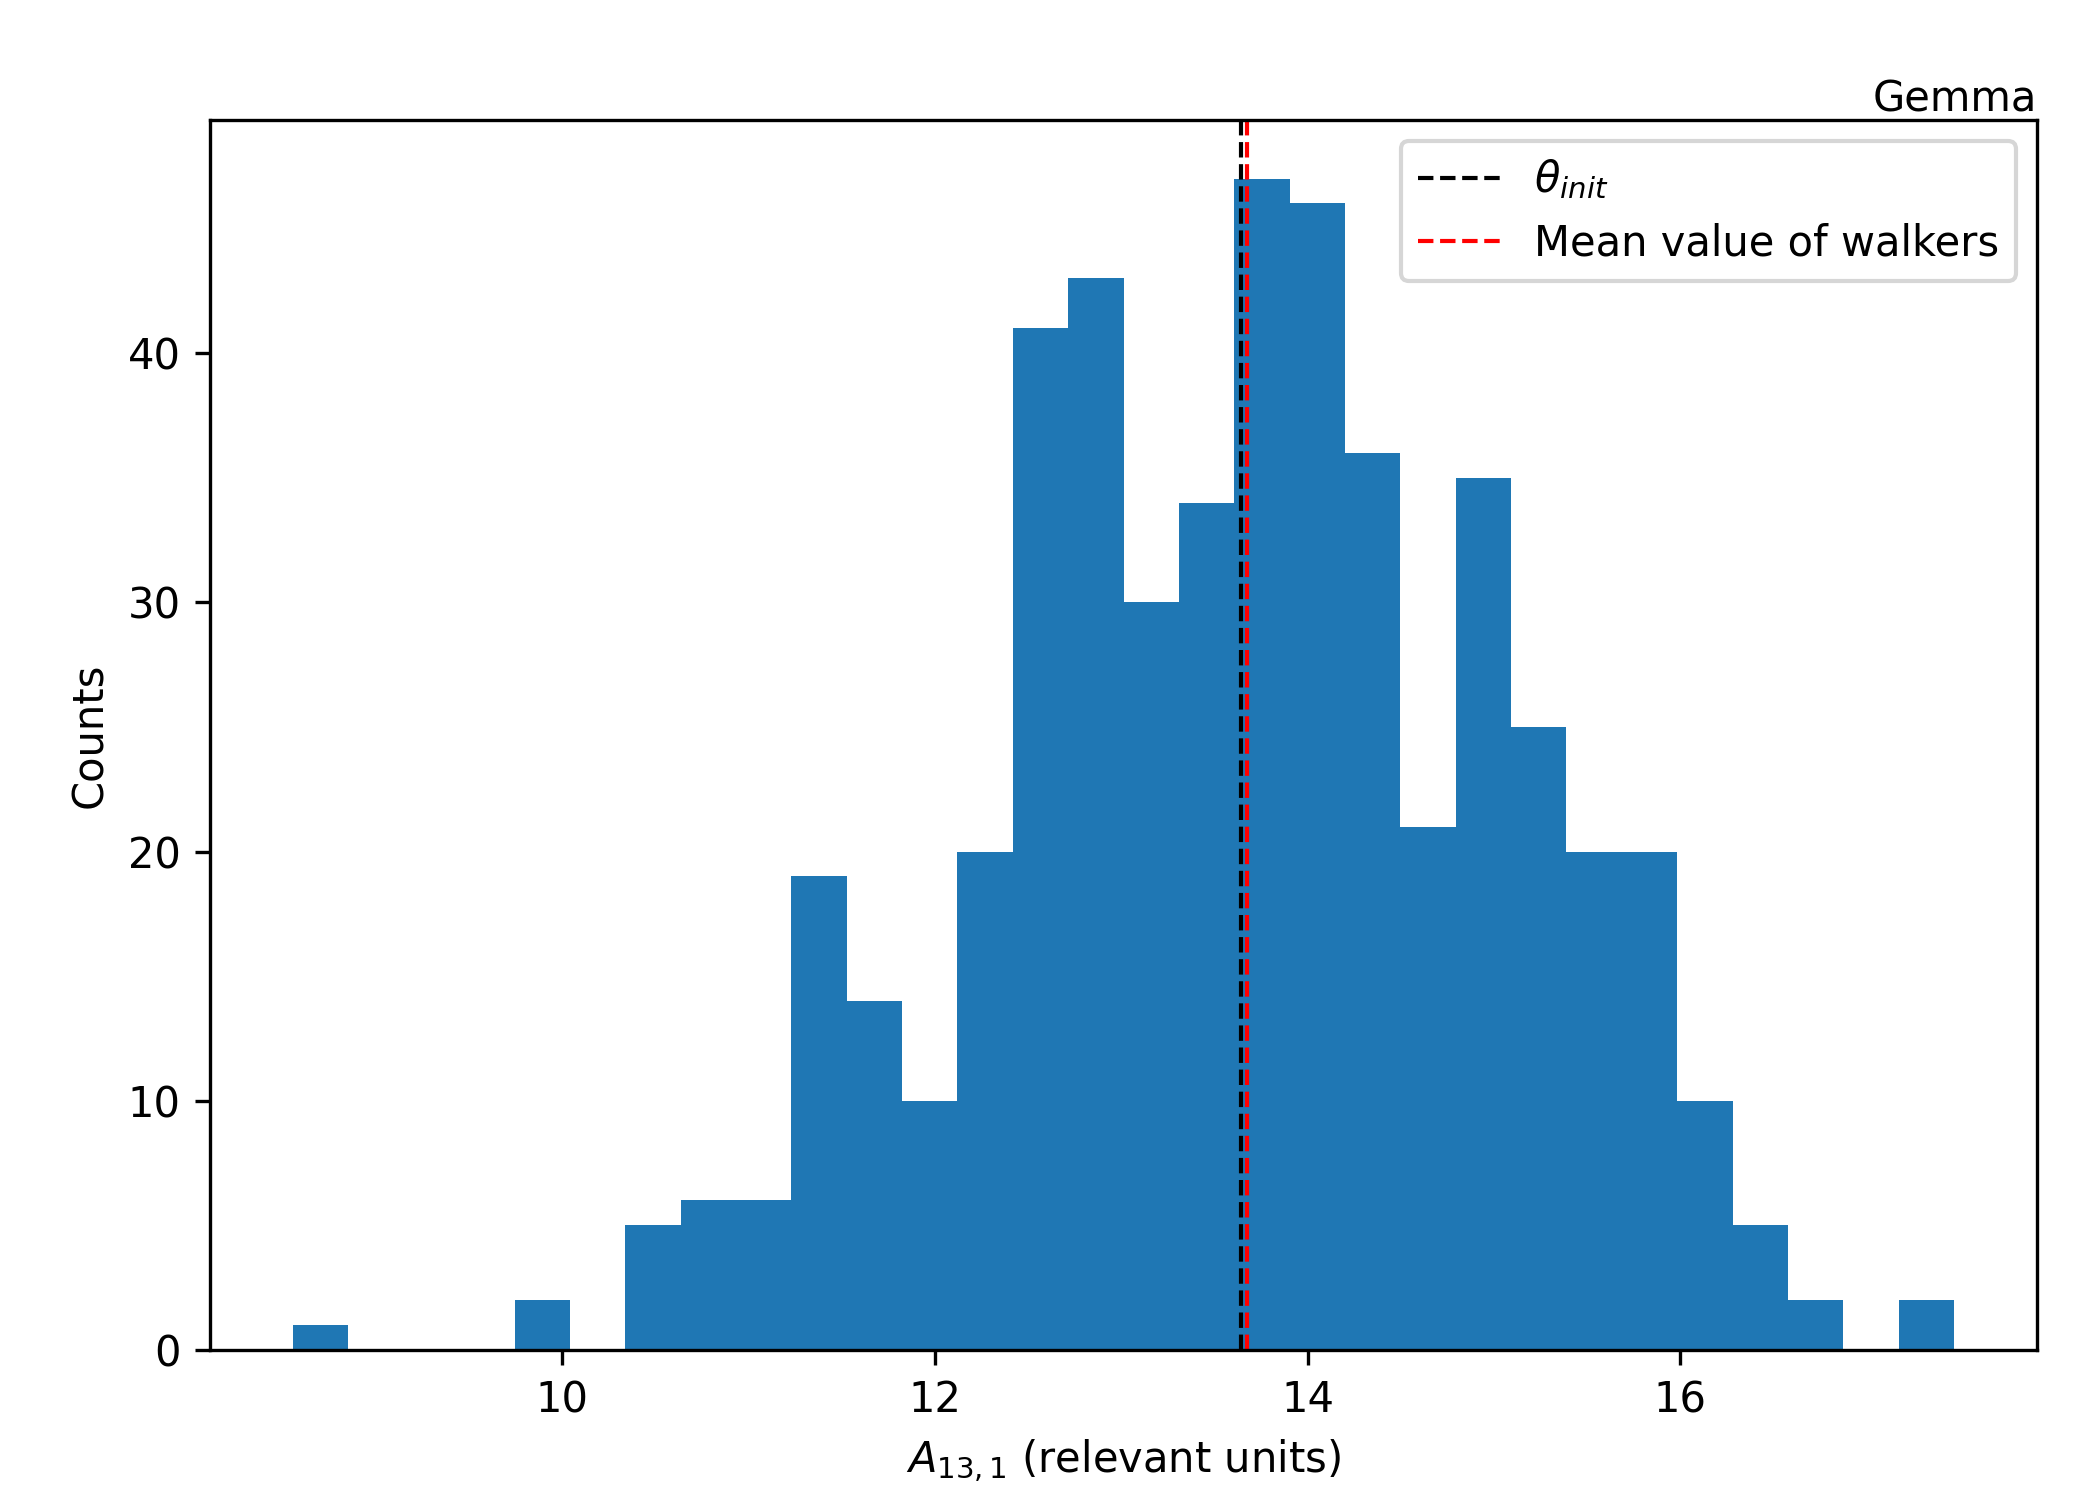 Gemma
θ_init
Mean value of walkers
40
30
20
10
0
Counts
10 12 14 16
A_13, 1 (relevant units)